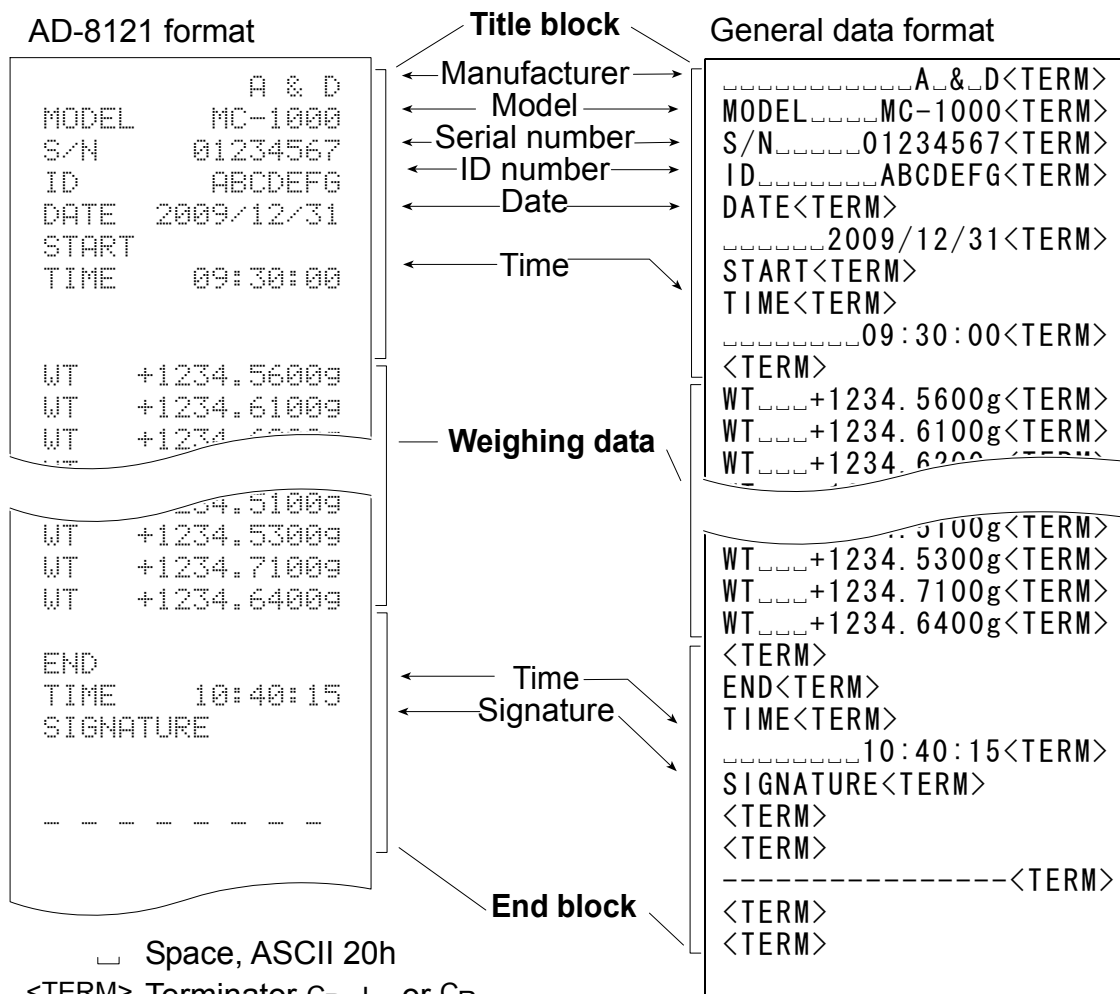 AD-8121 format
A & D
MODEL MC-1000
S/N 01234567
ID ABCDEFG
DATE 2009/12/31
START
TIME 09:30:00
WT +1234.5600g
WT +1234.6100g
WT
WT +1234.5300g
WT +1234.7100g
WT +1234.6400g
END
TIME 10:40:15
SIGNATURE
_ _ _ _ _ _ _ _
Title block
Manufacturer
Model
Serial number
ID number
Date
Time
Weighing data
Time
Signature
End block
General data format
␣␣␣␣␣␣␣␣␣␣␣A␣&␣D<TERM>
MODEL␣␣␣␣MC-1000<TERM>
S/N␣␣␣␣␣01234567<TERM>
ID␣␣␣␣␣␣␣ABCDEFG<TERM>
DATE<TERM>
␣␣␣␣␣␣2009/12/31<TERM>
START<TERM>
TIME<TERM>
␣␣␣␣␣␣␣␣09:30:00<TERM>
<TERM>
WT␣␣␣+1234.5600g<TERM>
WT␣␣␣+1234.6100g<TERM>
WT␣␣␣+1234.
WT␣␣␣+1234.5300g<TERM>
WT␣␣␣+1234.7100g<TERM>
WT␣␣␣+1234.6400g<TERM>
<TERM>
END<TERM>
TIME<TERM>
␣␣␣␣␣␣␣␣10:40:15<TERM>
SIGNATURE<TERM>
<TERM>
<TERM>
----------------<TERM>
<TERM>
<TERM>
␣ Space, ASCII 20h
<TERM> Terminator